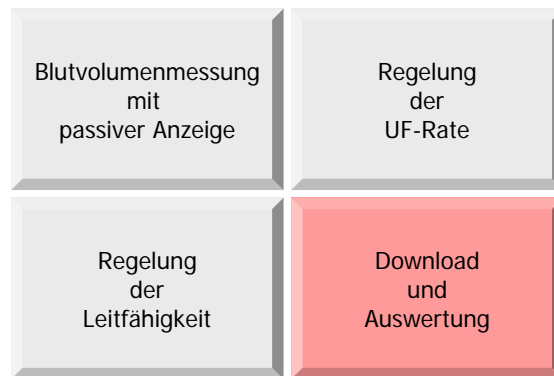 Blutvolumenmessung
mit
passiver Anzeige
Regelung
der
UF-Rate
Regelung
der
Leitfähigkeit
Download
und
Auswertung